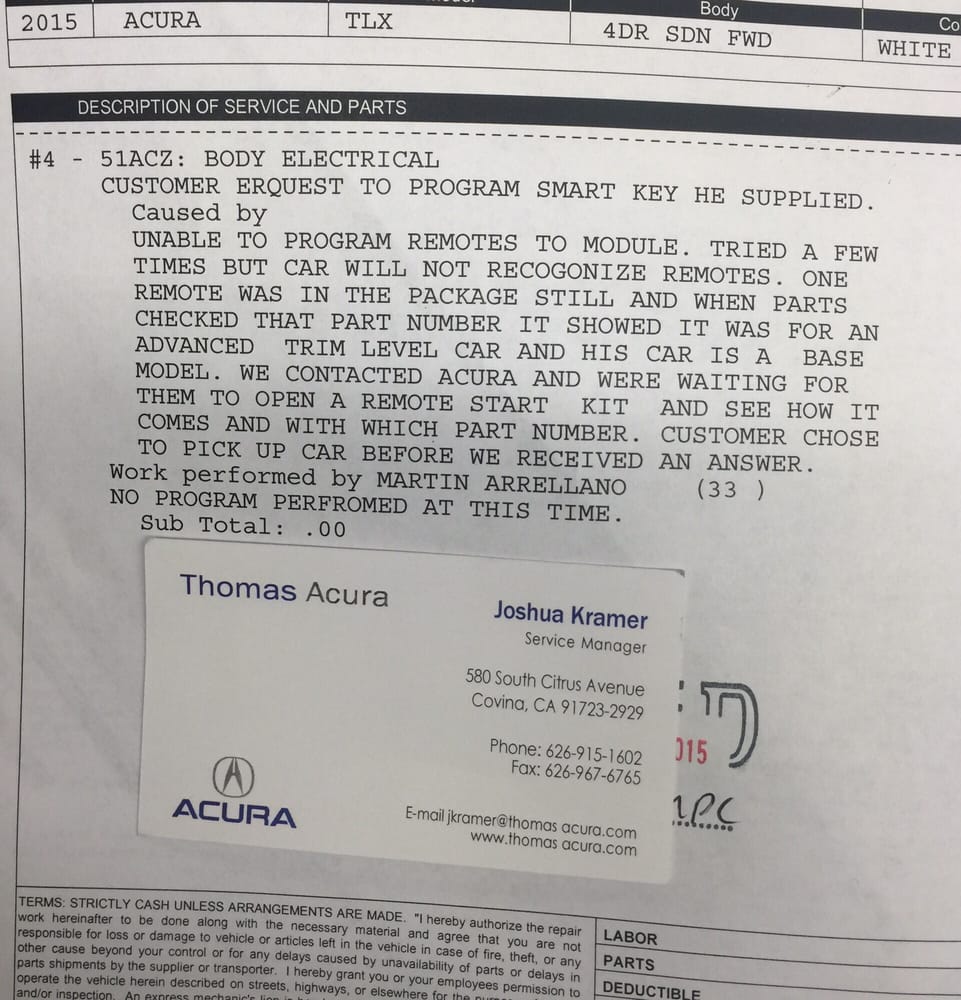 Body
2015 ACURA TLX 4DR SDN FWD WHITE
DESCRIPTION OF SERVICE AND PARTS
#4 - 51ACZ: BODY ELECTRICAL
CUSTOMER ERQUEST TO PROGRAM SMART KEY HE SUPPLIED.
Caused by
UNABLE TO PROGRAM REMOTES TO MODULE. TRIED A FEW
TIMES BUT CAR WILL NOT RECOGONIZE REMOTES. ONE
REMOTE WAS IN THE PACKAGE STILL AND WHEN PARTS
CHECKED THAT PART NUMBER IT SHOWED IT WAS FOR AN
ADVANCED TRIM LEVEL CAR AND HIS CAR IS A BASE
MODEL. WE CONTACTED ACURA AND WERE WAITING FOR
THEM TO OPEN A REMOTE START KIT AND SEE HOW IT
COMES AND WITH WHICH PART NUMBER. CUSTOMER CHOSE
TO PICK UP CAR BEFORE WE RECEIVED AN ANSWER.
Work performed by MARTIN ARRELLANO (33 )
NO PROGRAM PERFROMED AT THIS TIME.
Sub Total: .00
Thomas Acura
Joshua Kramer
Service Manager
580 South Citrus Avenue
Covina, CA 91723-2929
Phone: 626-915-1602
Fax: 626-967-6765
E-mail jkramer@thomas acura.com
www.thomas acura.com
ACURA
015
TERMS: STRICTLY CASH UNLESS ARRANGEMENTS ARE MADE. "I hereby authorize the repair
work hereinafter to be done along with the necessary material and agree that you are not
responsible for loss or damage to vehicle or articles left in the vehicle in case of fire, theft, or any
other cause beyond your control or for any delays caused by unavailability of parts or delays in
parts shipments by the supplier or transporter. I hereby grant you or your employees permission to
operate the vehicle herein described on streets, highways, or elsewhere for the
and/or inspection. An express mechanic's lien is
LABOR
PARTS
DEDUCTIBLE